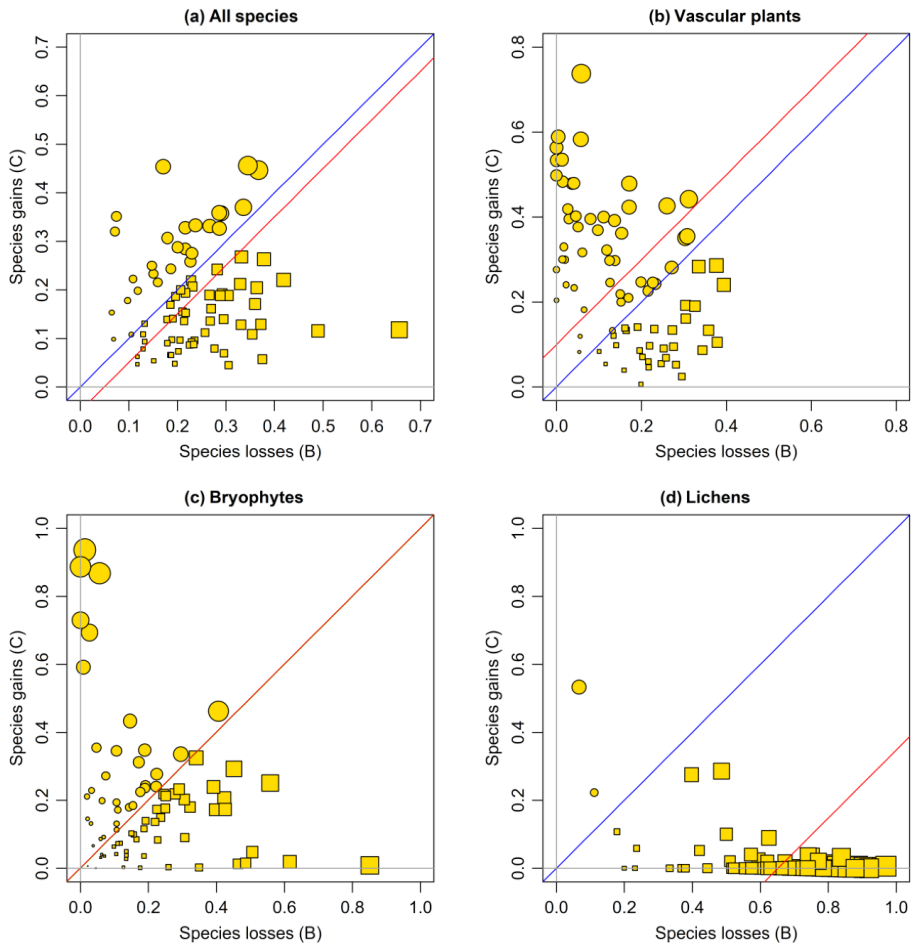 (a) All species
0.0 0.1 0.2 0.3 0.4 0.5 0.6 0.7
Species gains (C)
0.0 0.1 0.2 0.3 0.4 0.5 0.6 0.7
Species losses (B)
(b) Vascular plants
0.0 0.2 0.4 0.6 0.8
Species gains (C)
0.0 0.2 0.4 0.6 0.8
Species losses (B)
(c) Bryophytes
0.0 0.2 0.4 0.6 0.8 1.0
Species gains (C)
0.0 0.2 0.4 0.6 0.8 1.0
Species losses (B)
(d) Lichens
0.0 0.2 0.4 0.6 0.8 1.0
Species gains (C)
0.0 0.2 0.4 0.6 0.8 1.0
Species losses (B)